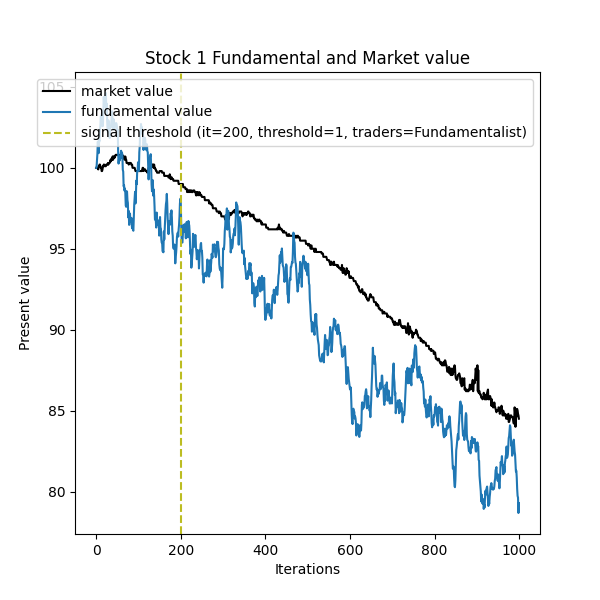 Stock 1 Fundamental and Market value
market value
fundamental value
signal threshold (it=200, threshold=1, traders=Fundamentalist)
105
100
95
90
85
80
Present value
0 200 400 600 800 1000
Iterations